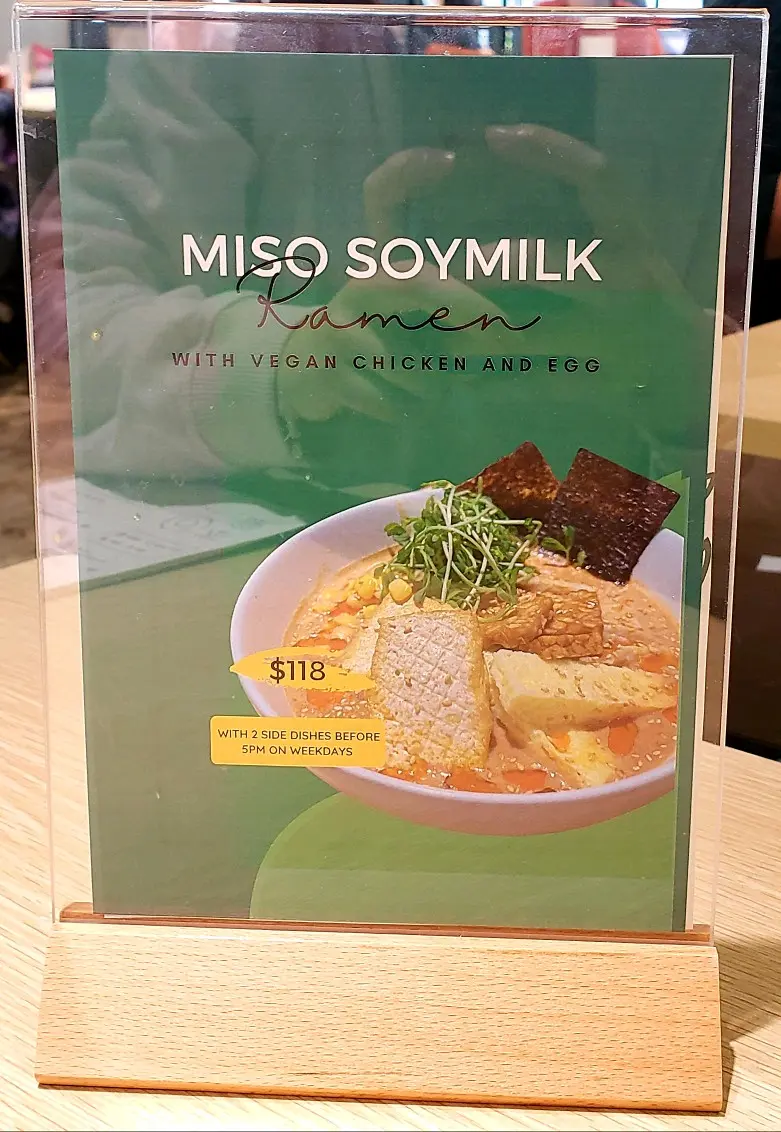 MISO SOYMILK
Ramen
WITH VEGAN CHICKEN AND EGG
$118
WITH 2 SIDE DISHES BEFORE
5PM ON WEEKDAYS